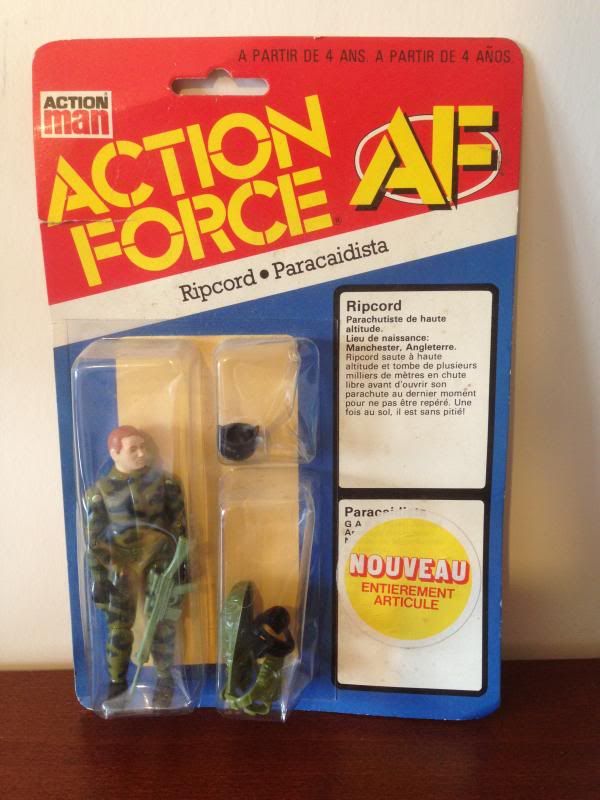 A PARTIR DE 4 ANS. A PARTIR DE 4 AÑOS.
ACTION
man
ACTION
FORCE
AF
Ripcord • Paracaidista
Ripcord
Parachutiste de haute
altitude.
Lieu de naissance:
Manchester, Angleterre.
Ripcord saute à haute
altitude et tombe de plusieurs
milliers de mètres en chute
libre avant d'ouvrir son
parachute au dernier moment
pour ne pas être repéré. Une
fois au sol, il est sans pitié!
NOUVEAU
ENTIEREMENT
ARTICULE